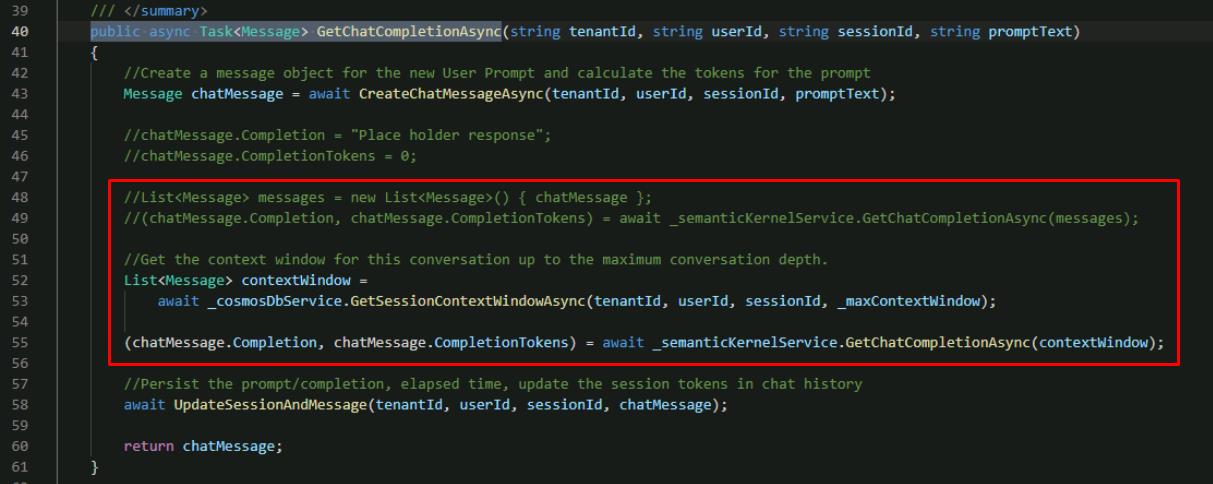 39 /// </summary>
40 public async Task<Message> GetChatCompletionAsync(string tenantId, string userId, string sessionId, string promptText)
41 {
42 //Create a message object for the new User Prompt and calculate the tokens for the prompt
43 Message chatMessage = await CreateChatMessageAsync(tenantId, userId, sessionId, promptText);
44
45 //chatMessage.Completion = "Place holder response";
46 //chatMessage.CompletionTokens = 0;
47
48 //List<Message> messages = new List<Message>() { chatMessage };
49 //(chatMessage.Completion, chatMessage.CompletionTokens) = await _semanticKernelService.GetChatCompletionAsync(messages);
50
51 //Get the context window for this conversation up to the maximum conversation depth.
52 List<Message> contextWindow =
53 await _cosmosDbService.GetSessionContextWindowAsync(tenantId, userId, sessionId, _maxContextWindow);
54
55 (chatMessage.Completion, chatMessage.CompletionTokens) = await _semanticKernelService.GetChatCompletionAsync(contextWindow);
56
57 //Persist the prompt/completion, elapsed time, update the session tokens in chat history
58 await UpdateSessionAndMessage(tenantId, userId, sessionId, chatMessage);
59
60 return chatMessage;
61 }